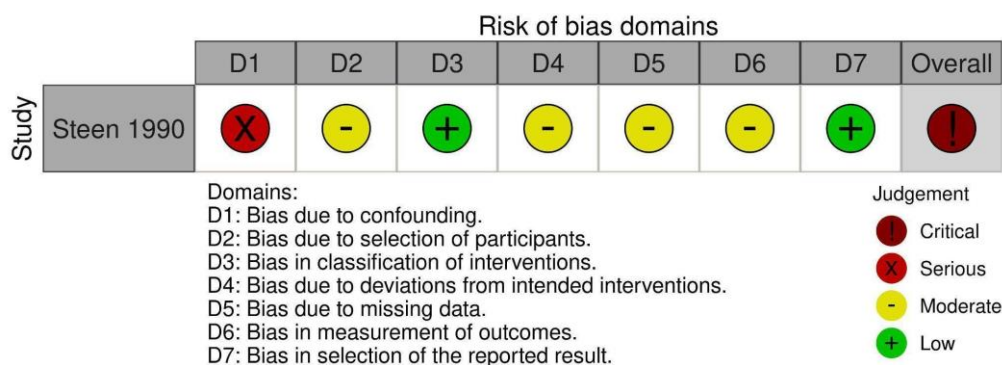 Risk of bias domains
D1 D2 D3 D4 D5 D6 D7 Overall
Study
Steen 1990 X - + - - - + !
Domains:
D1: Bias due to confounding.
D2: Bias due to selection of participants.
D3: Bias in classification of interventions.
D4: Bias due to deviations from intended interventions.
D5: Bias due to missing data.
D6: Bias in measurement of outcomes.
D7: Bias in selection of the reported result.
Judgement
! Critical
X Serious
- Moderate
+ Low